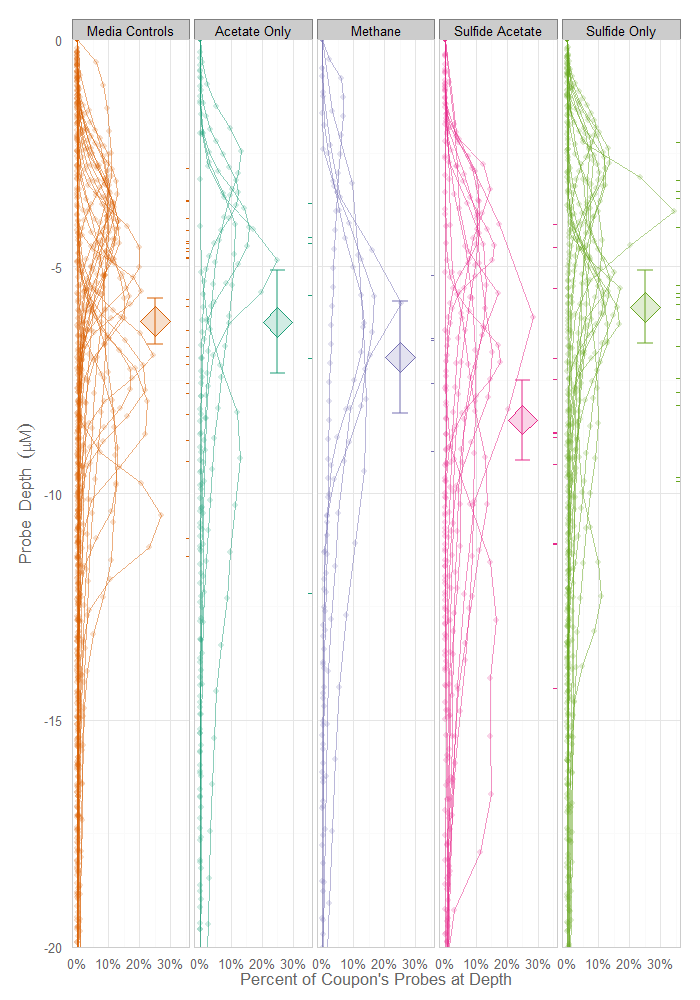 Media Controls Acetate Only Methane Sulfide Acetate Sulfide Only
0
-5
-10
-15
-20
Probe Depth (µM)
0% 10% 20% 30% 0% 10% 20% 30% 0% 10% 20% 30% 0% 10% 20% 30% 0% 10% 20% 30%
Percent of Coupon's Probes at Depth